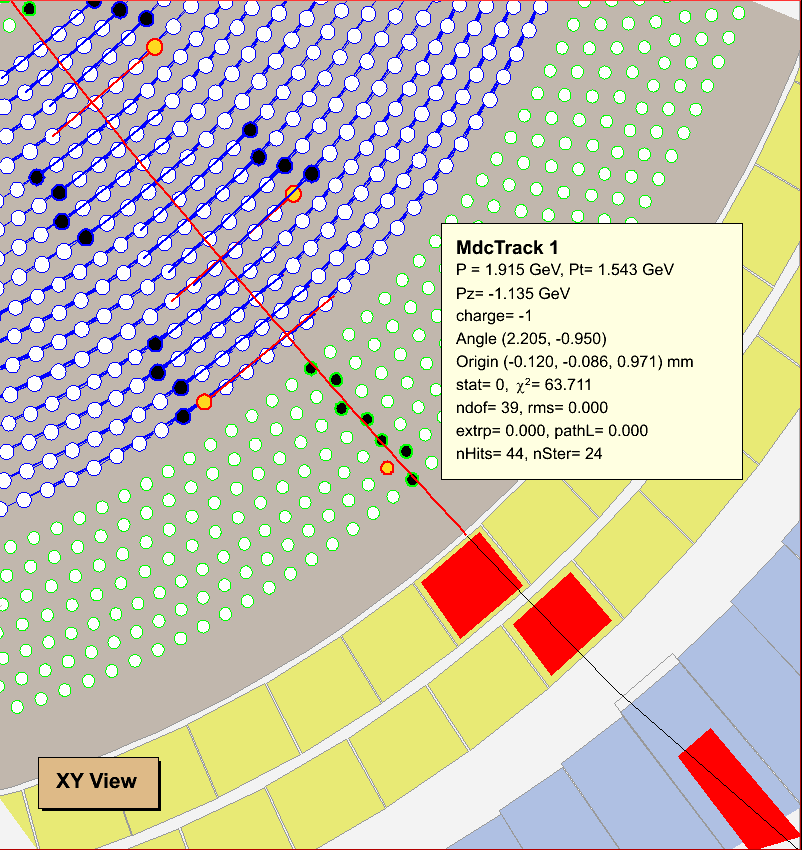 MdcTrack 1
P = 1.915 GeV, Pt= 1.543 GeV
Pz= -1.135 GeV
charge= -1
Angle (2.205, -0.950)
Origin (-0.120, -0.086, 0.971) mm
stat= 0, χ²= 63.711
ndof= 39, rms= 0.000
extrp= 0.000, pathL= 0.000
nHits= 44, nSter= 24
XY View